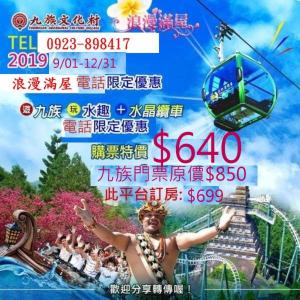 九族文化村
浪漫滿屋
TEL 0923-898417
2019 9/01-12/31
浪漫滿屋 電話限定優惠
遊九族 玩水趣 +水晶纜車
電話限定優惠
購票特價 $640
九族門票原價$850
此平台訂房: $699
歡迎分享轉傳喔！